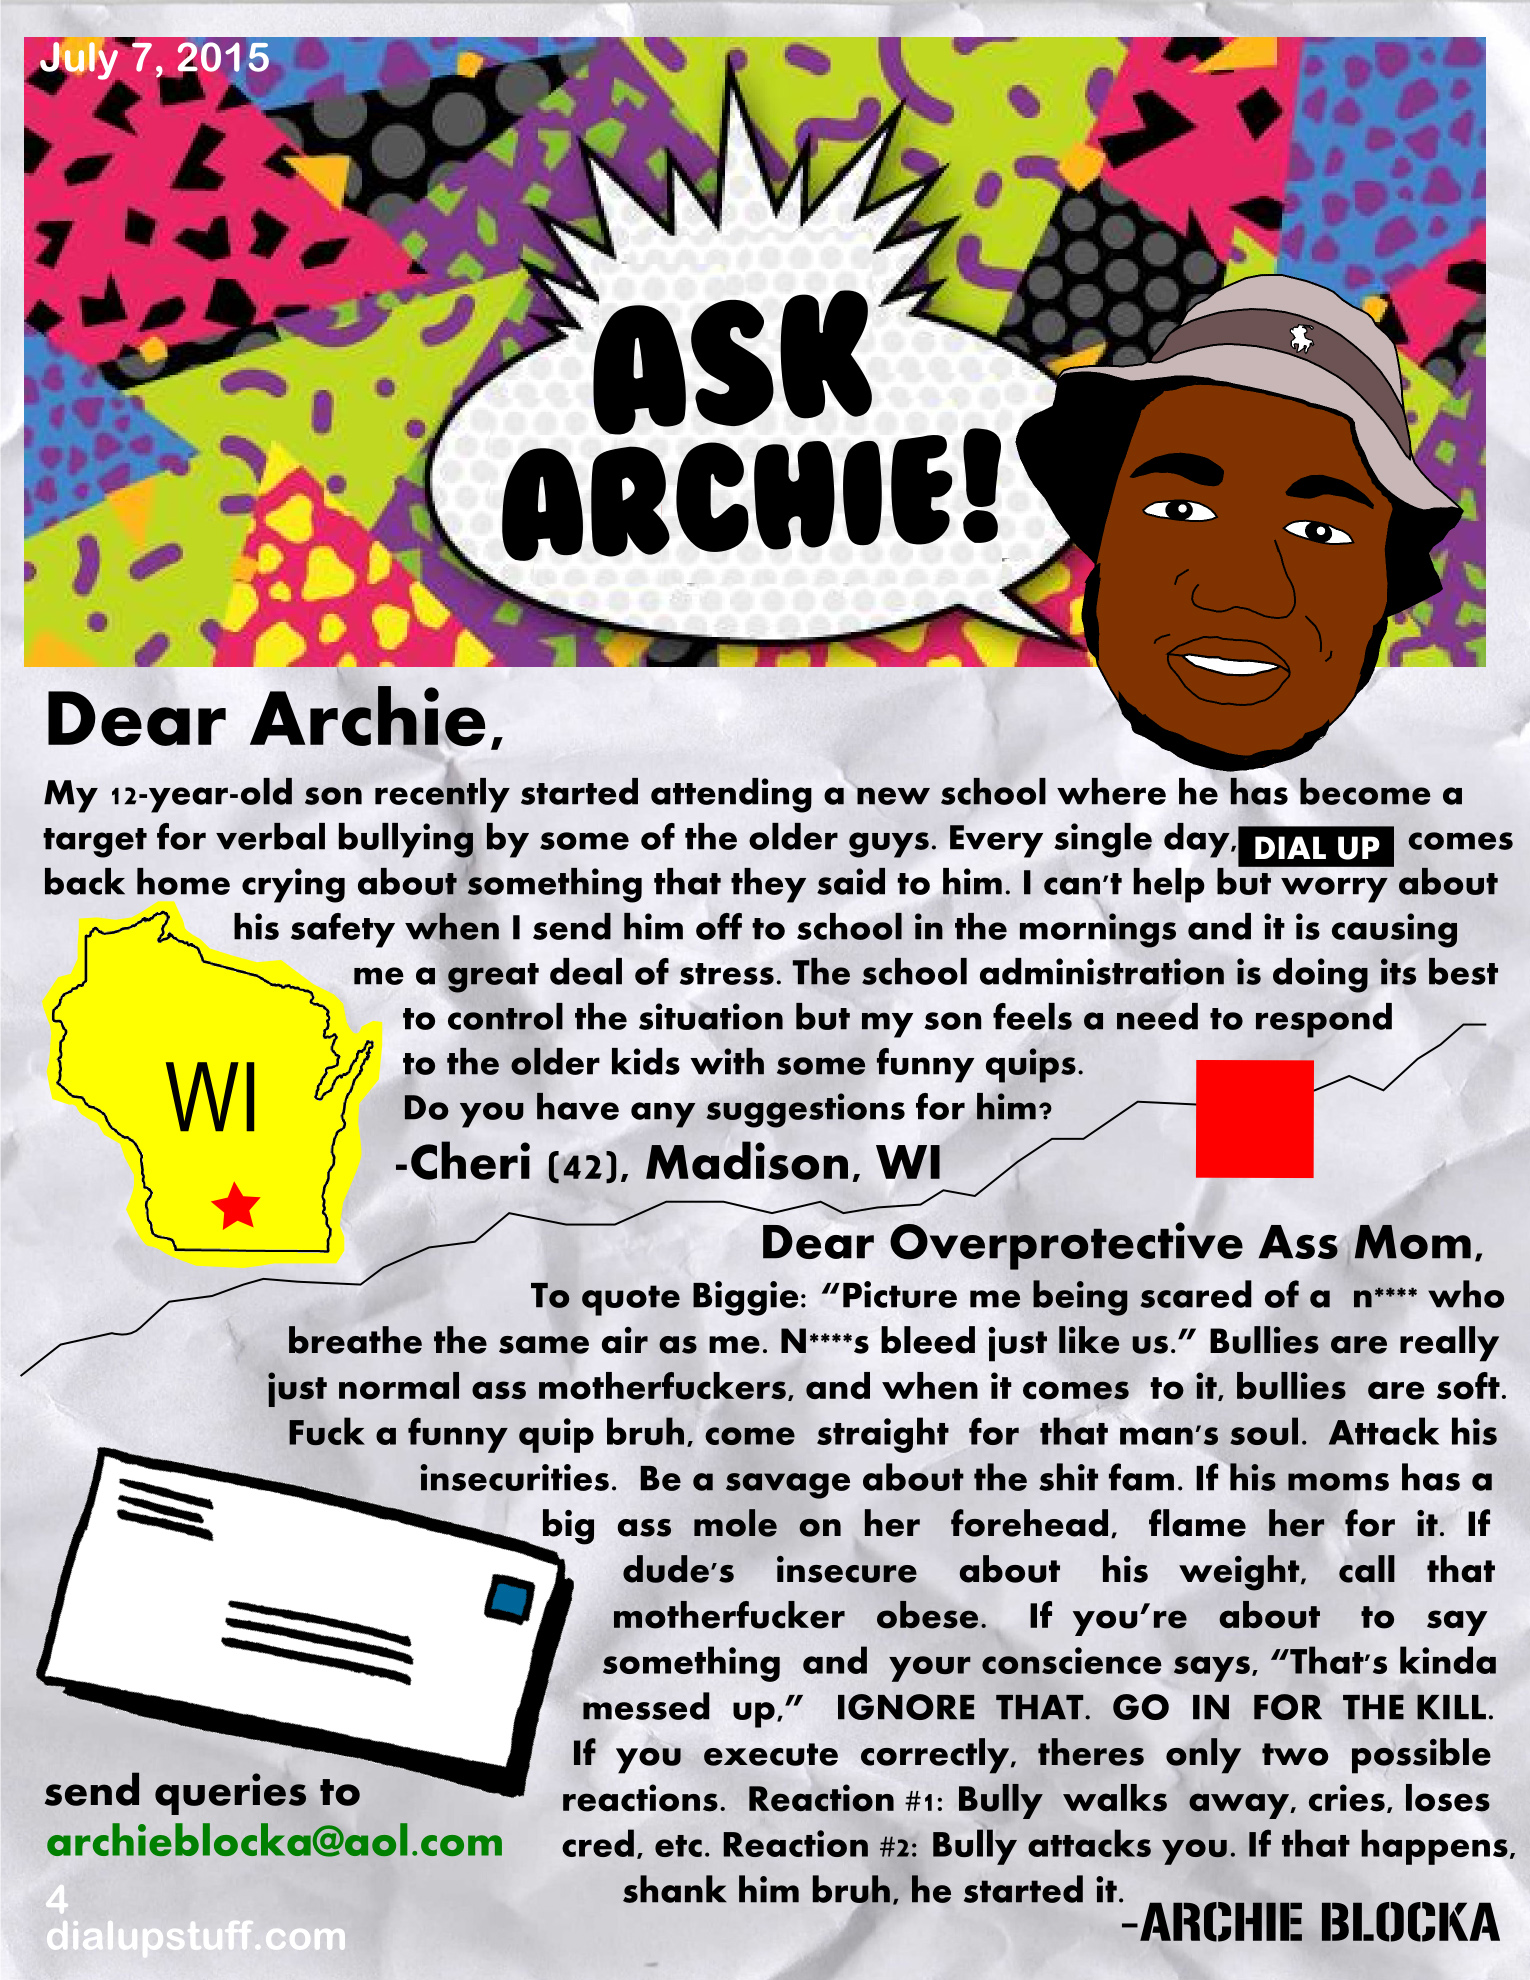 July 7, 2015
ASK
ARCHIE!
Dear Archie,
My 12-year-old son recently started attending a new school where he has become a
target for verbal bullying by some of the older guys. Every single day, DIAL UP comes
back home crying about something that they said to him. I can't help but worry about
his safety when I send him off to school in the mornings and it is causing
me a great deal of stress. The school administration is doing its best
to control the situation but my son feels a need to respond
to the older kids with some funny quips.
Do you have any suggestions for him?
-Cheri (42), Madison, WI
WI
Dear Overprotective Ass Mom,
To quote Biggie: “Picture me being scared of a n**** who
breathe the same air as me. N****s bleed just like us.” Bullies are really
just normal ass motherfuckers, and when it comes to it, bullies are soft.
Fuck a funny quip bruh, come straight for that man's soul. Attack his
insecurities. Be a savage about the shit fam. If his moms has a
big ass mole on her forehead, flame her for it. If
dude's insecure about his weight, call that
motherfucker obese. If you’re about to say
something and your conscience says, “That's kinda
messed up,” IGNORE THAT. GO IN FOR THE KILL.
If you execute correctly, theres only two possible
reactions. Reaction #1: Bully walks away, cries, loses
cred, etc. Reaction #2: Bully attacks you. If that happens,
shank him bruh, he started it.
-ARCHIE BLOCKA
send queries to
archieblocka@aol.com
4
dialupstuff.com